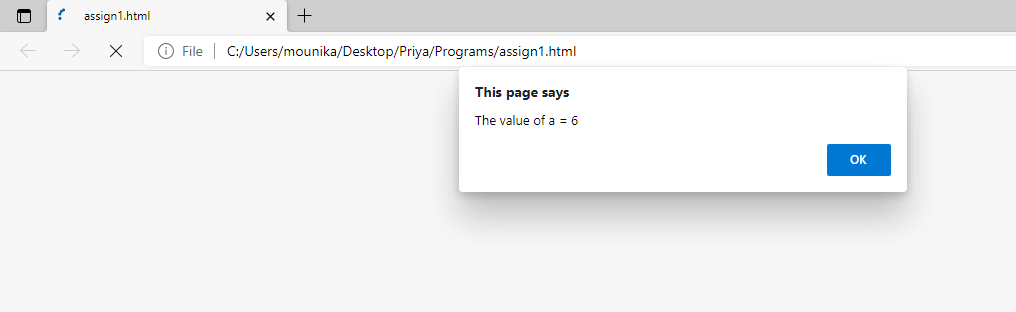 assign1.html
File
C:/Users/mounika/Desktop/Priya/Programs/assign1.html
This page says
The value of a = 6
OK